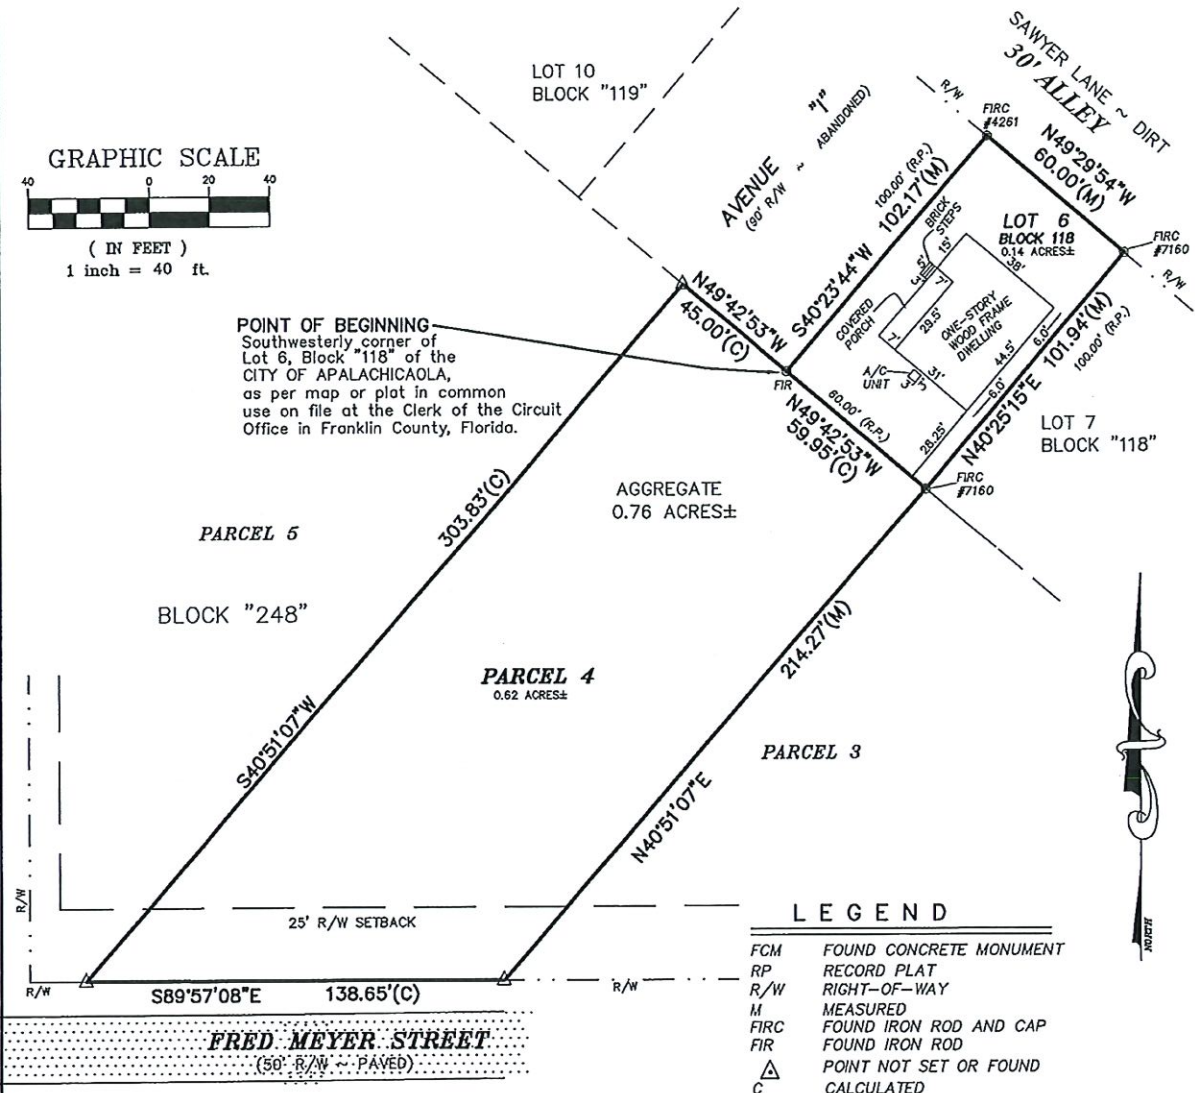 SAWYER LANE ~ DIRT
30' ALLEY
R/W
FIRC
#4261
N49°29'54"W
60.00'(M)
LOT 10
BLOCK "119"
AVENUE "I"
(90' R/W ~ ABANDONED)
GRAPHIC SCALE
40 0 20 40
( IN FEET )
1 inch = 40 ft.
100.00' (R.P.)
102.17'(M)
S40°23'44"W
BRICK
STEPS
LOT 6
BLOCK 118
0.14 ACRES±
FIRC
#7160
R/W
15'
38'
7'
COVERED
PORCH
29.5'
7'
ONE-STORY
WOOD FRAME
DWELLING
6.0'
44.5'
A/C
UNIT
31'
6.0'
28.25'
101.94'(M)
100.00' (R.P.)
N40°25'15"E
N49°42'53"W
45.00'(C)
POINT OF BEGINNING
Southwesterly corner of
Lot 6, Block "118" of the
CITY OF APALACHICAOLA,
as per map or plat in common
use on file at the Clerk of the Circuit
Office in Franklin County, Florida.
FIR
60.00' (R.P.)
N49°42'53"W
59.95'(C)
LOT 7
BLOCK "118"
FIRC
#7160
303.83'(C)
AGGREGATE
0.76 ACRES±
PARCEL 5
BLOCK "248"
214.27'(M)
PARCEL 4
0.62 ACRES±
S40°51'07"W
PARCEL 3
N40°51'07"E
R/W
25' R/W SETBACK
R/W
S89°57'08"E 138.65'(C)
R/W
FRED MEYER STREET
(50' R/W ~ PAVED)
NORTH
LEGEND
FCM FOUND CONCRETE MONUMENT
RP RECORD PLAT
R/W RIGHT-OF-WAY
M MEASURED
FIRC FOUND IRON ROD AND CAP
FIR FOUND IRON ROD
POINT NOT SET OR FOUND
C CALCULATED